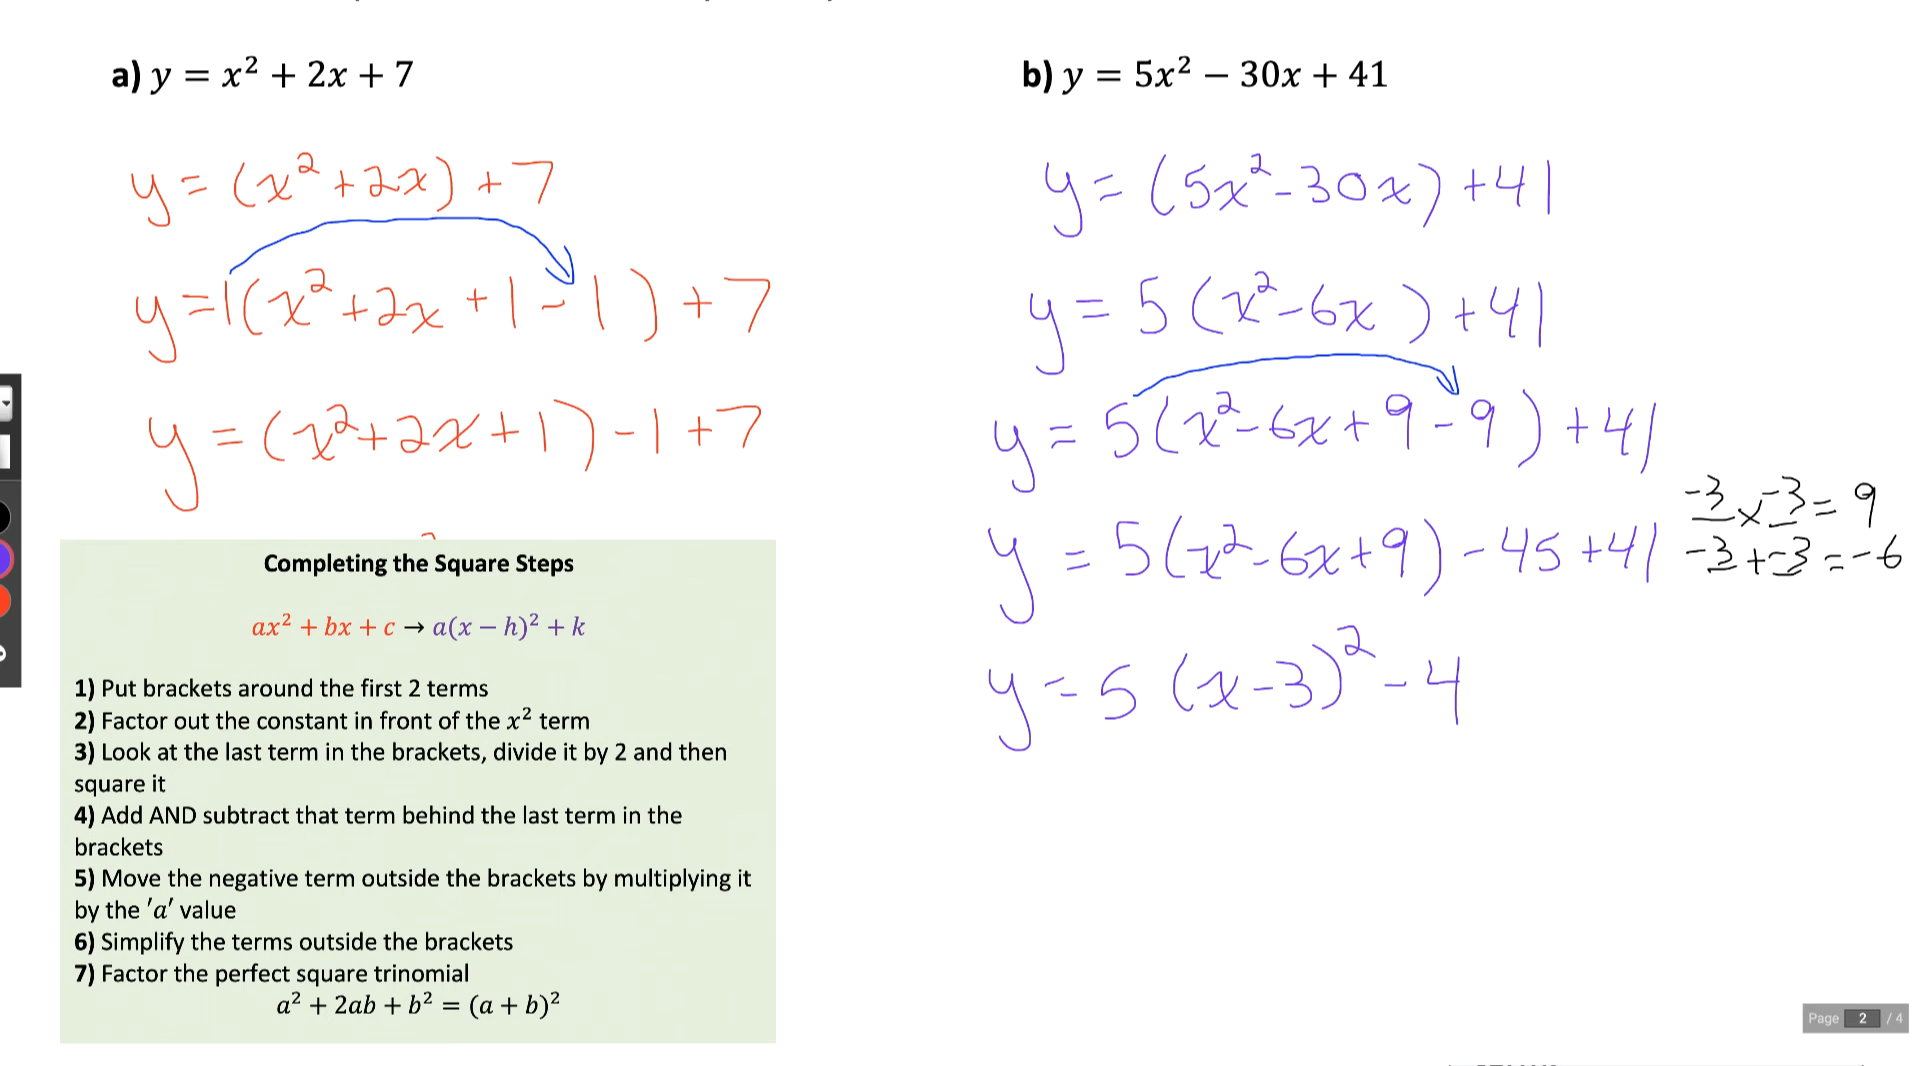 a) y = x² + 2x + 7
y = (x² + 2x) + 7
y = 1(x² + 2x + 1 - 1) + 7
y = (x² + 2x + 1) - 1 + 7
Completing the Square Steps
ax² + bx + c → a(x − h)² + k
1) Put brackets around the first 2 terms
2) Factor out the constant in front of the x² term
3) Look at the last term in the brackets, divide it by 2 and then
square it
4) Add AND subtract that term behind the last term in the
brackets
5) Move the negative term outside the brackets by multiplying it
by the 'a' value
6) Simplify the terms outside the brackets
7) Factor the perfect square trinomial
a² + 2ab + b² = (a + b)²
b) y = 5x² − 30x + 41
y = (5x² - 30x) + 41
y = 5(x² - 6x ) + 41
y = 5(x² - 6x + 9 - 9) + 41
y = 5(x² - 6x + 9) - 45 + 41
y = 5(x - 3)² - 4
-3 × -3 = 9
-3 + -3 = -6
Page 2 / 4